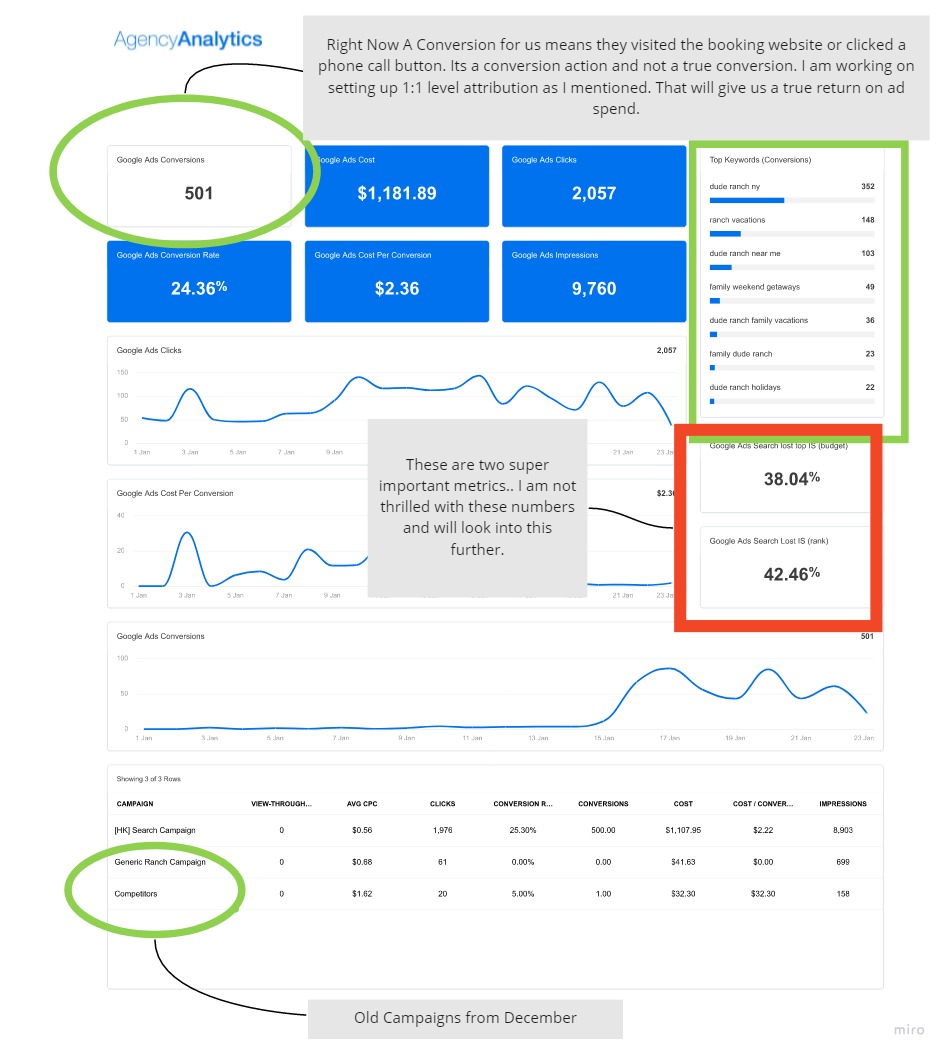 AgencyAnalytics
Right Now A Conversion for us means they visited the booking website or clicked a
phone call button. Its a conversion action and not a true conversion. I am working on
setting up 1:1 level attribution as I mentioned. That will give us a true return on ad
spend.
Google Ads Conversions
501
Ads Cost
$1,181.89
Google Ads Clicks
2,057
Google Ads Conversion Rate
24.36%
Google Ads Cost Per Conversion
$2.36
Google Ads Impressions
9,760
Top Keywords (Conversions)
dude ranch ny 352
ranch vacations 148
dude ranch near me 103
family weekend getaways 49
dude ranch family vacations 36
family dude ranch 23
dude ranch holidays 22
Google Ads Clicks 2,057
150
100
50
0
1 Jan 3 Jan 5 Jan 7 Jan 9 Jan 21 Jan 23 Jan
Google Ads Search lost top IS (budget)
38.04%
Google Ads Search Lost IS (rank)
42.46%
These are two super
important metrics.. I am not
thrilled with these numbers
and will look into this
further.
Google Ads Cost Per Conversion
40
20
0
1 Jan 3 Jan 5 Jan 7 Jan 9 Jan 21 Jan
Google Ads Conversions 501
100
50
0
1 Jan 3 Jan 5 Jan 7 Jan 9 Jan 11 Jan 13 Jan 15 Jan 17 Jan 19 Jan 21 Jan 23 Jan
Showing 3 of 3 Rows
CAMPAIGN VIEW-THROUGH... AVG CPC CLICKS CONVERSION R... CONVERSIONS COST COST / CONVER... IMPRESSIONS
[HK] Search Campaign 0 $0.56 1,976 25.30% 500.00 $1,107.95 $2.22 8,903
Generic Ranch Campaign 0 $0.68 61 0.00% 0.00 $41.63 $0.00 699
Competitors 0 $1.62 20 5.00% 1.00 $32.30 $32.30 158
Old Campaigns from December
miro